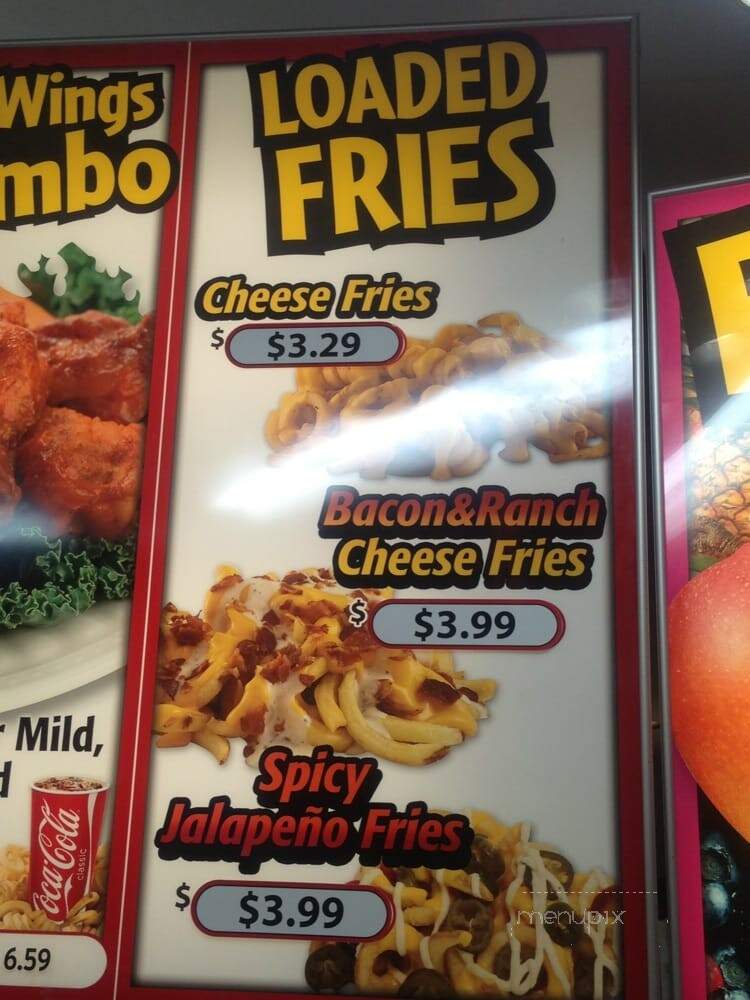 Wings
mbo
Mild,
Coca-Cola
classic
6.59
LOADED
FRIES
Cheese Fries
$ $3.29
Bacon&Ranch
Cheese Fries
$ $3.99
Spicy
Jalapeño Fries
$ $3.99
menupix